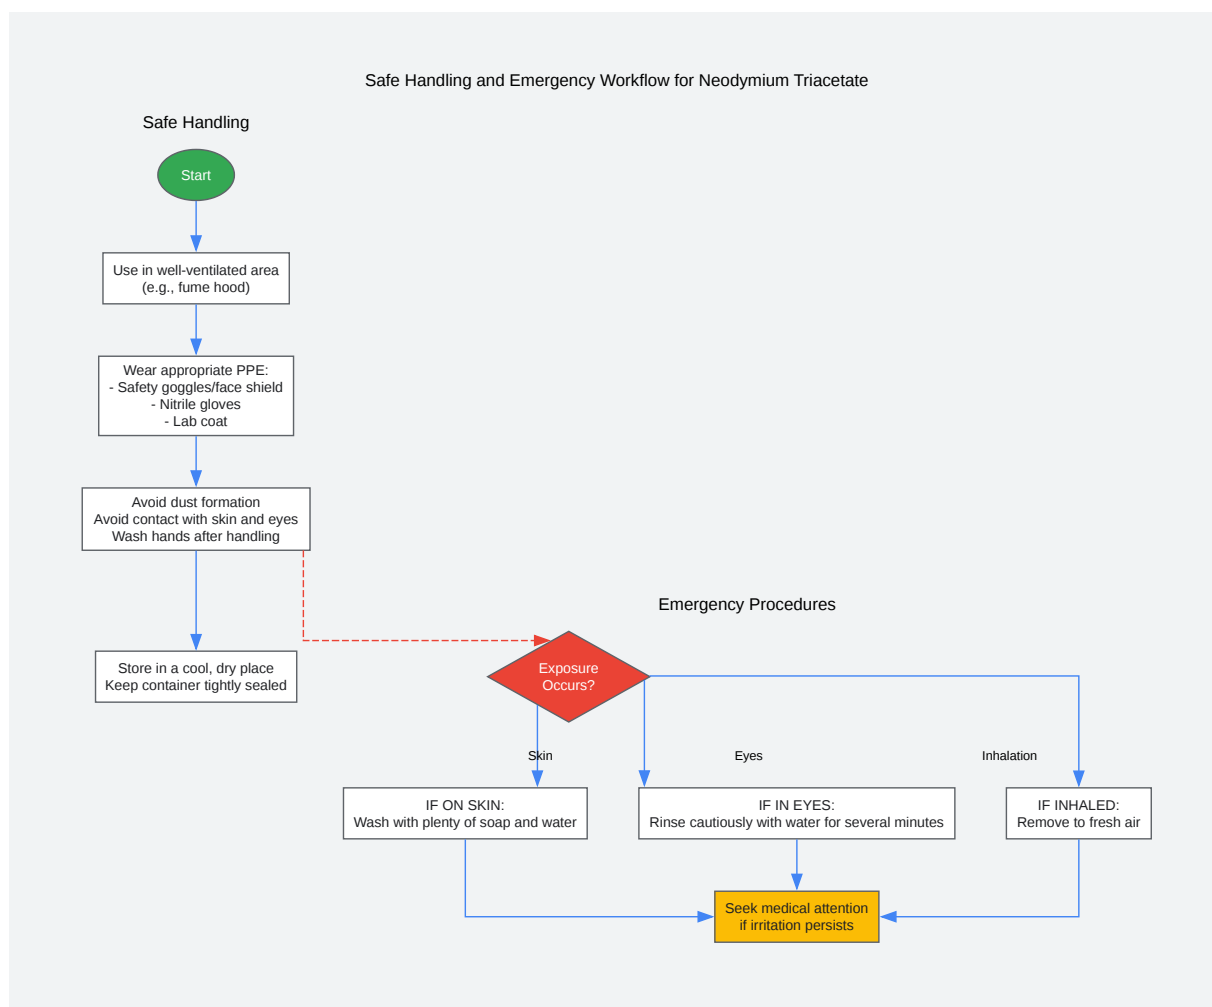 Safe Handling and Emergency Workflow for Neodymium Triacetate
Safe Handling
Start
Use in well-ventilated area
(e.g., fume hood)
Wear appropriate PPE:
- Safety goggles/face shield
- Nitrile gloves
- Lab coat
Avoid dust formation
Avoid contact with skin and eyes
Wash hands after handling
Store in a cool, dry place
Keep container tightly sealed
Emergency Procedures
Exposure
Occurs?
Skin
Eyes
Inhalation
IF ON SKIN:
Wash with plenty of soap and water
IF IN EYES:
Rinse cautiously with water for several minutes
IF INHALED:
Remove to fresh air
Seek medical attention
if irritation persists